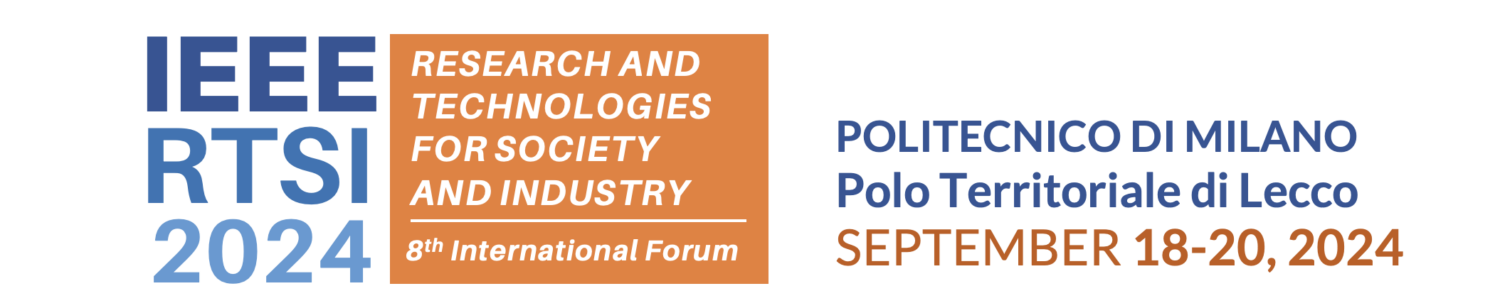 IEEE
RTSI
2024
RESEARCH AND
TECHNOLOGIES
FOR SOCIETY
AND INDUSTRY
8th International Forum
POLITECNICO DI MILANO
Polo Territoriale di Lecco
SEPTEMBER 18-20, 2024